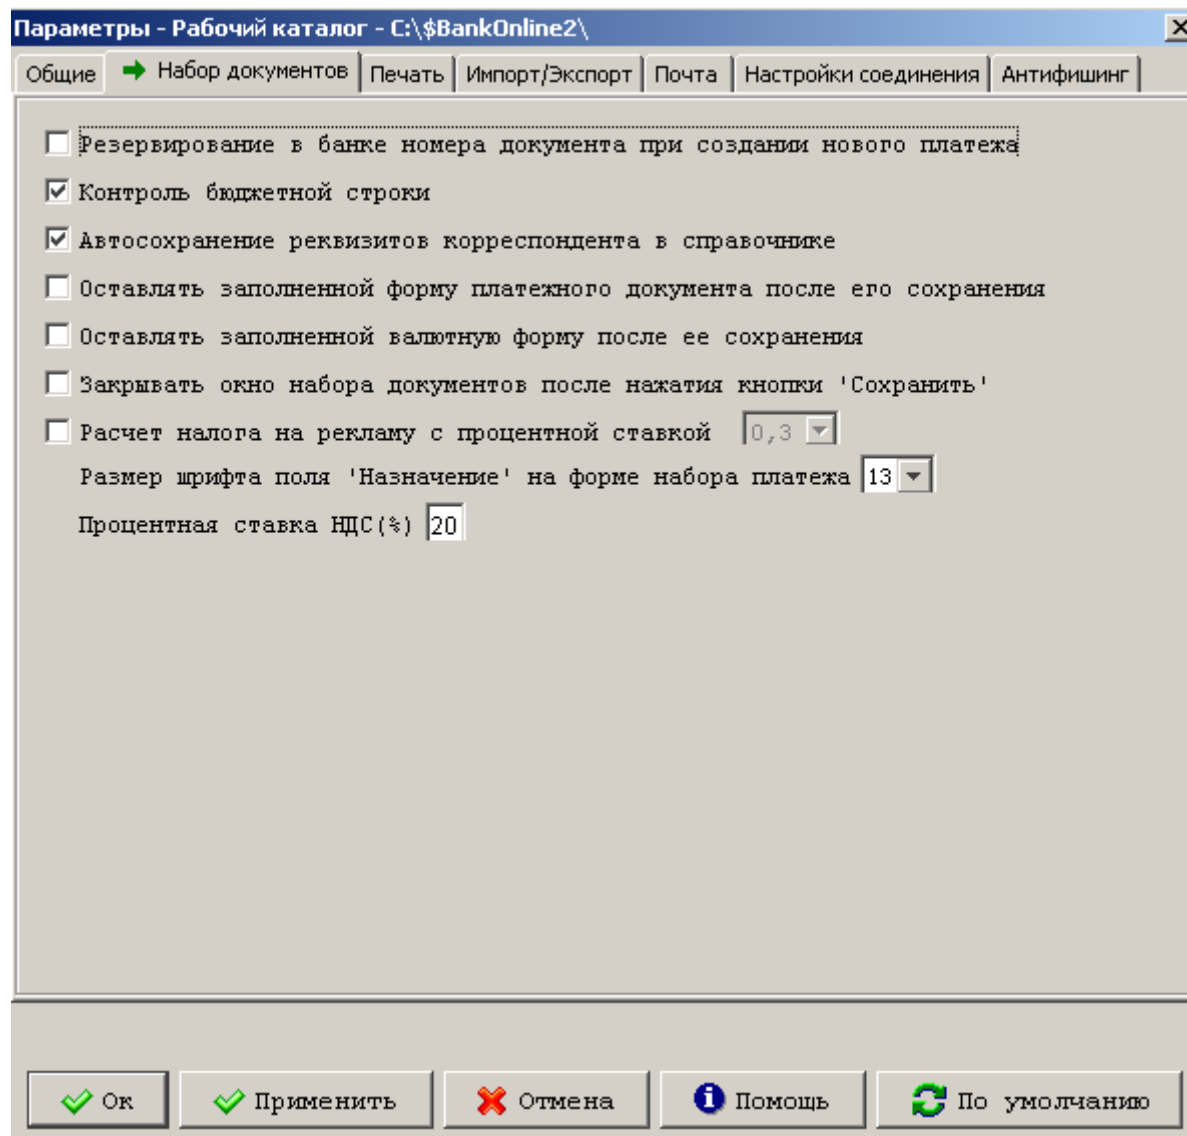 Параметры - Рабочий каталог - C:\$BankOnline2\
Общие Набор документов Печать Импорт/Экспорт Почта Настройки соединения Антифишинг
Резервирование в банке номера документа при создании нового платежа
Контроль бюджетной строки
Автосохранение реквизитов корреспондента в справочнике
Оставлять заполненной форму платежного документа после его сохранения
Оставлять заполненной валютную форму после ее сохранения
Закрывать окно набора документов после нажатия кнопки 'Сохранить'
Расчет налога на рекламу с процентной ставкой 0,3
Размер шрифта поля 'Назначение' на форме набора платежа 13
Процентная ставка НДС(%) 20
Ок Применить Отмена Помощь По умолчанию